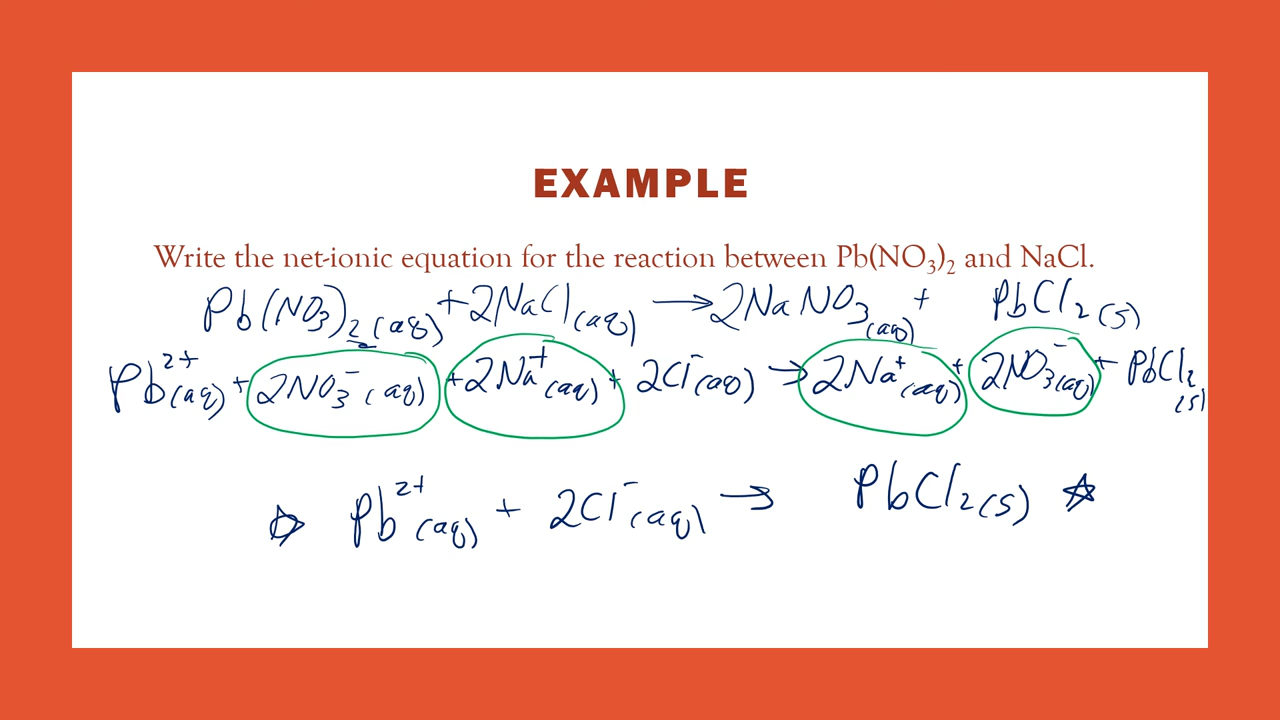 EXAMPLE
Write the net-ionic equation for the reaction between Pb(NO₃)₂ and NaCl.
Pb(NO₃)₂(aq) + 2NaCl(aq) → 2NaNO₃(aq) + PbCl₂(s)
Pb²⁺(aq) + 2NO₃⁻(aq) + 2Na⁺(aq) + 2Cl⁻(aq) → 2Na⁺(aq) + 2NO₃⁻(aq) + PbCl₂(s)
☆ Pb²⁺(aq) + 2Cl⁻(aq) → PbCl₂(s) ☆